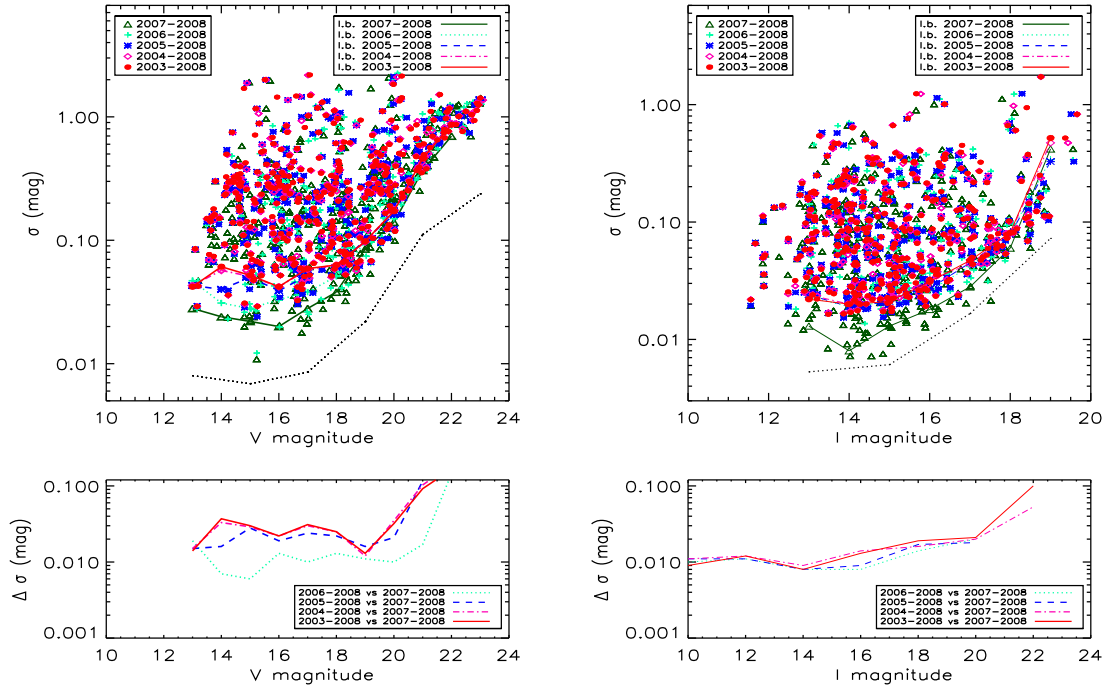 2007-2008
2006-2008
2005-2008
2004-2008
2003-2008
l.b. 2007-2008
l.b. 2006-2008
l.b. 2005-2008
l.b. 2004-2008
l.b. 2003-2008
1.00
0.10
0.01
σ (mag)
10 12 14 16 18 20 22 24
V magnitude
2007-2008
2006-2008
2005-2008
2004-2008
2003-2008
l.b. 2007-2008
l.b. 2006-2008
l.b. 2005-2008
l.b. 2004-2008
l.b. 2003-2008
1.00
0.10
0.01
σ (mag)
10 12 14 16 18 20
I magnitude
0.100
0.010
0.001
Δ σ (mag)
2006-2008 vs 2007-2008
2005-2008 vs 2007-2008
2004-2008 vs 2007-2008
2003-2008 vs 2007-2008
10 12 14 16 18 20 22 24
V magnitude
0.100
0.010
0.001
Δ σ (mag)
2006-2008 vs 2007-2008
2005-2008 vs 2007-2008
2004-2008 vs 2007-2008
2003-2008 vs 2007-2008
10 12 14 16 18 20 22 24
I magnitude